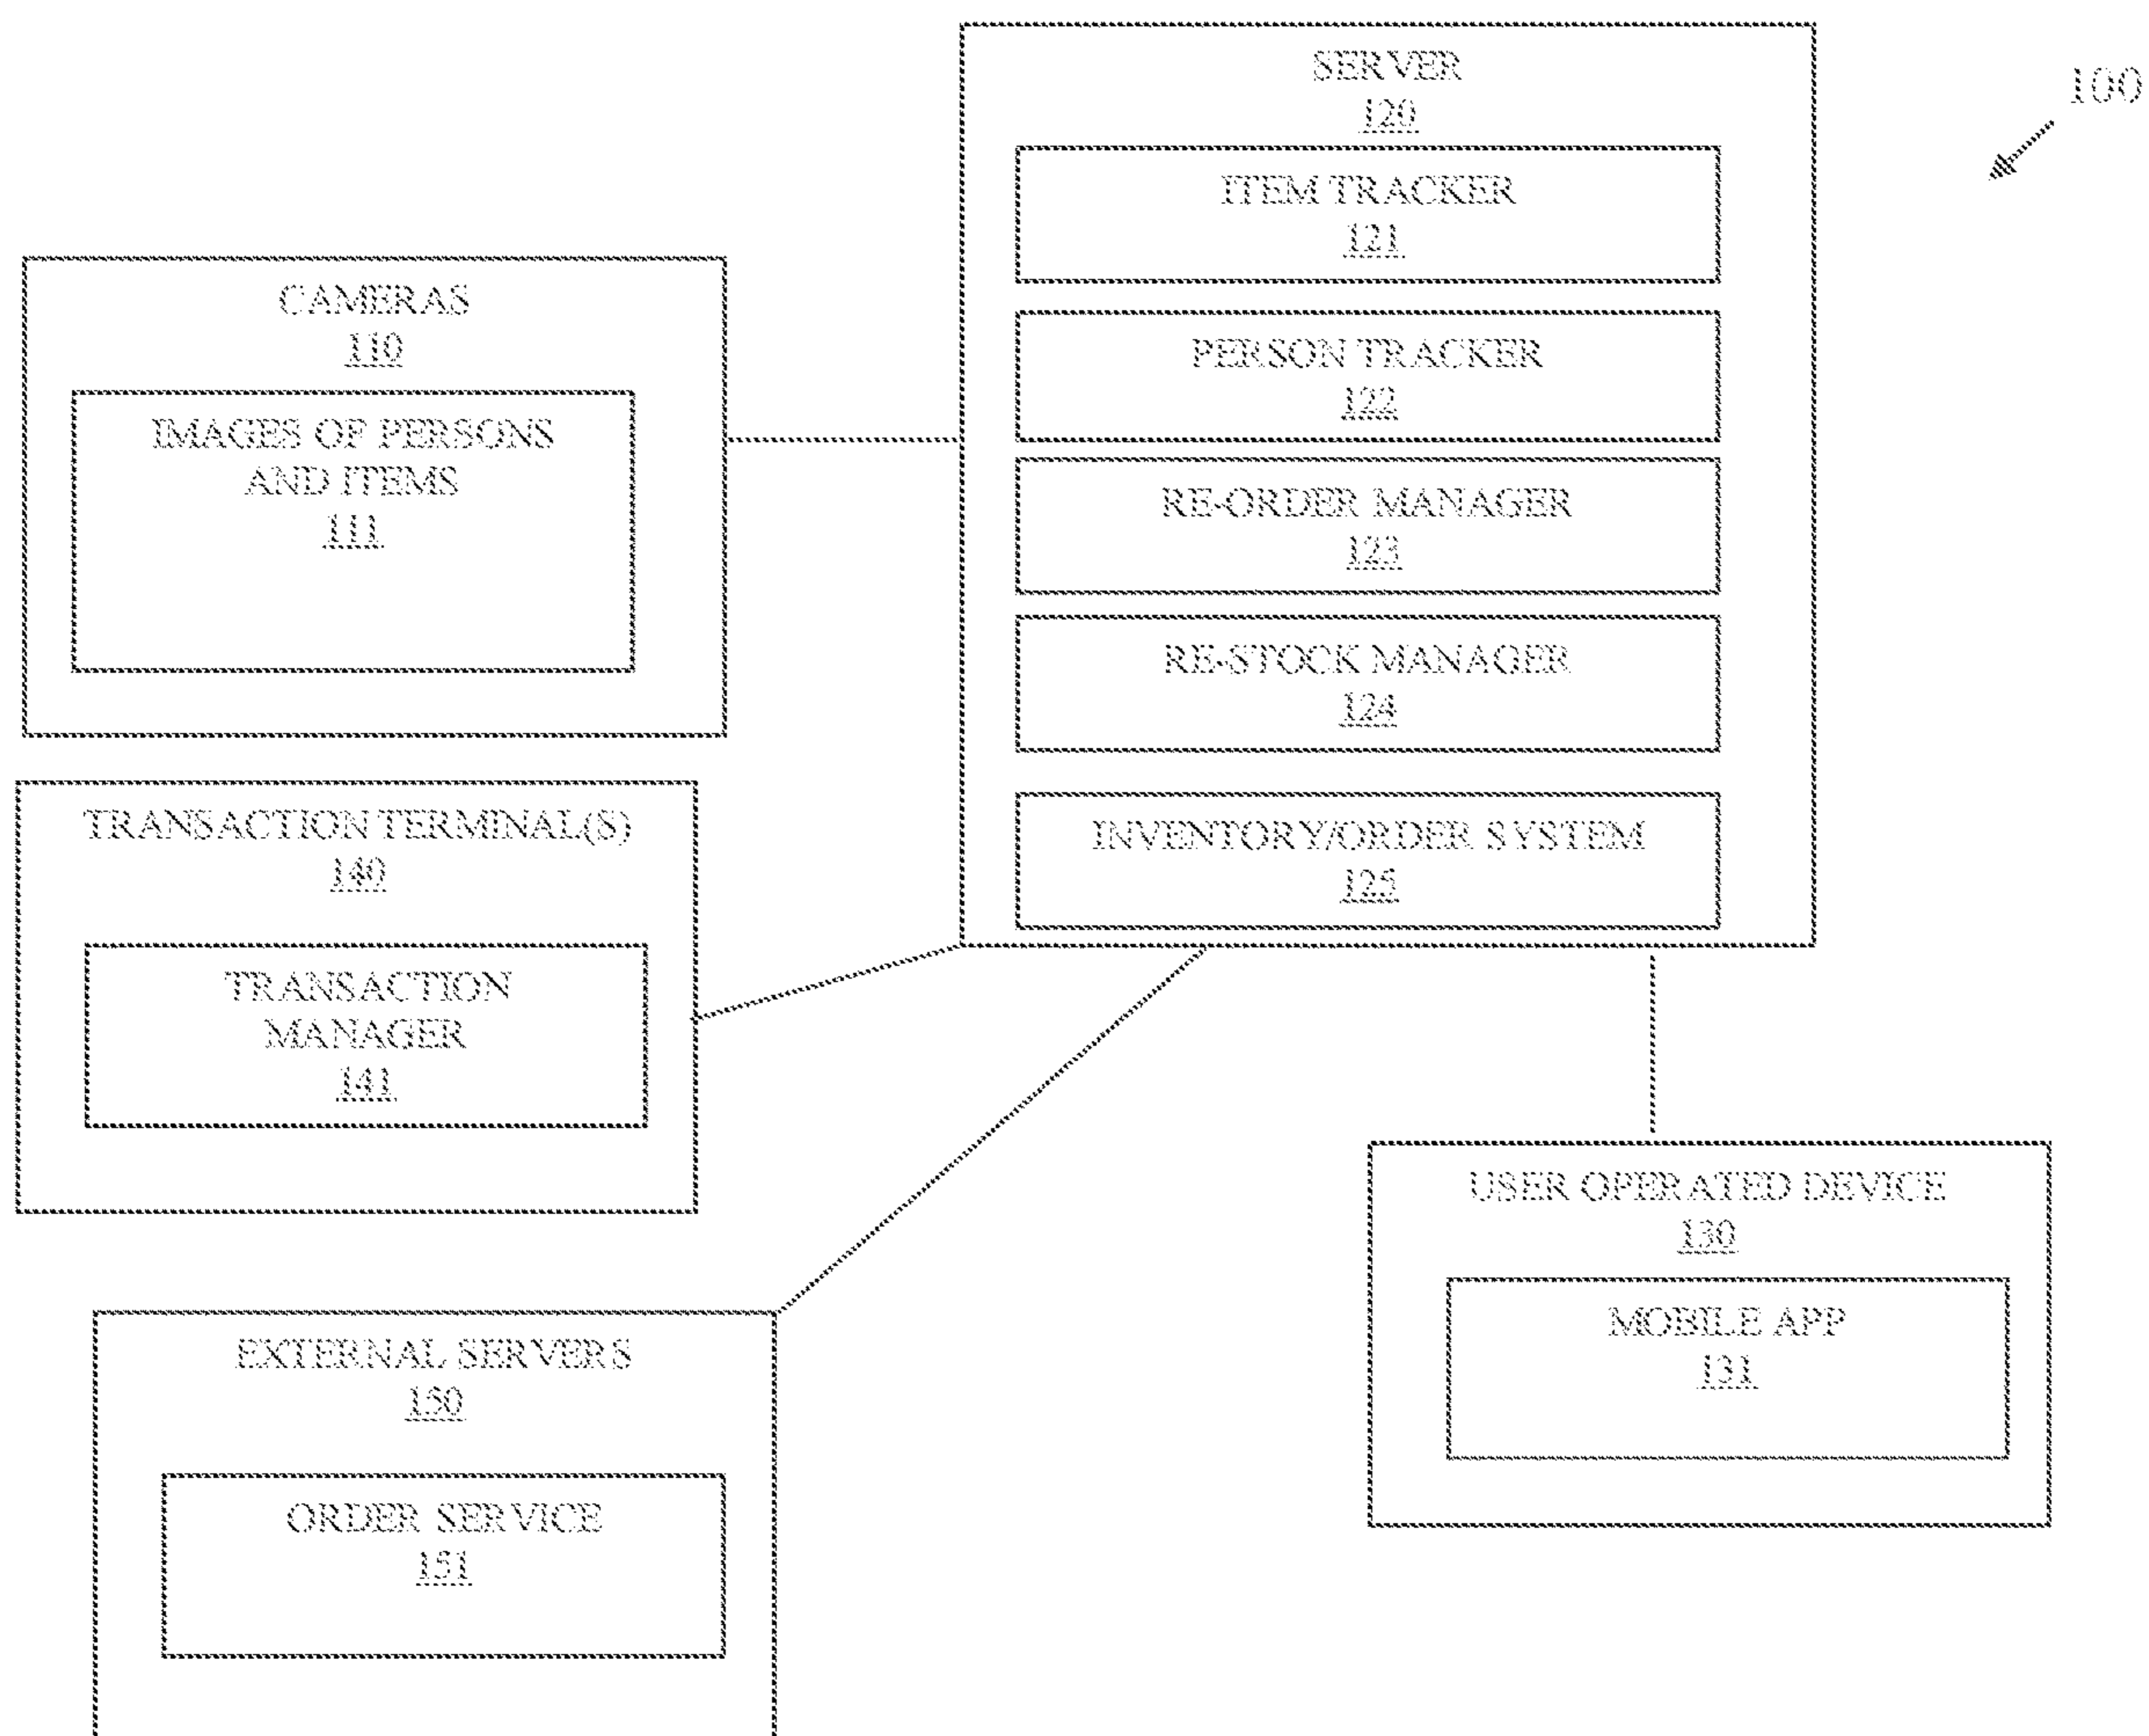 100
SERVER
120
ITEM TRACKER
121
PERSON TRACKER
122
RE-ORDER MANAGER
123
RE-STOCK MANAGER
124
INVENTORY/ORDER SYSTEM
125
CAMERAS
110
IMAGES OF PERSONS
AND ITEMS
111
TRANSACTION TERMINAL(S)
140
TRANSACTION
MANAGER
141
EXTERNAL SERVERS
150
ORDER SERVICE
151
USER OPERATED DEVICE
130
MOBILE APP
131